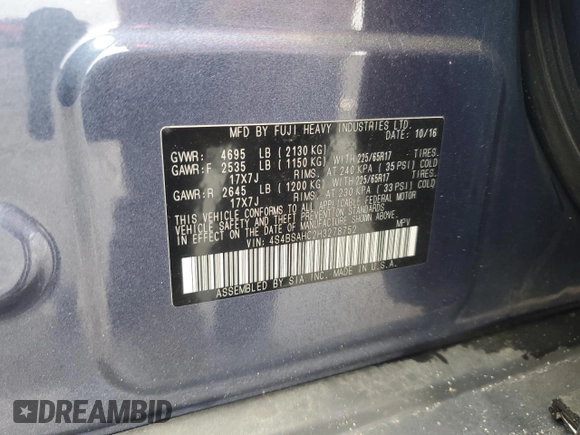 MFD BY FUJI HEAVY INDUSTRIES LTD.
DATE: 10/16
GVWR: 4695 LB (2130 KG)
GAWR:F 2535 LB (1150 KG) WITH 225/65R17 TIRES
17X7J RIMS. AT 240 KPA (35 PSI) COLD
GAWR:R 2645 LB (1200 KG) WITH 225/65R17 TIRES
17X7J RIMS. AT 230 KPA (33 PSI) COLD
THIS VEHICLE CONFORMS TO ALL APPLICABLE FEDERAL MOTOR
VEHICLE SAFETY AND THEFT PREVENTION STANDARDS
IN EFFECT ON THE DATE OF MANUFACTURE SHOWN ABOVE.
VIN: MPV
ASSEMBLED BY SIA INC. MADE IN U.S.A.
DREAMBID